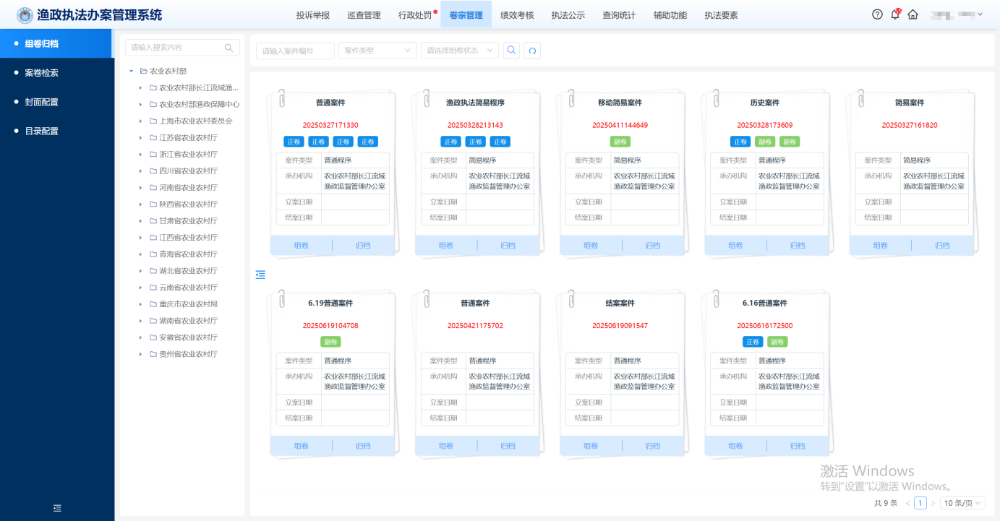 渔政执法办案管理系统
投诉举报 巡查管理 行政处罚 卷宗管理 绩效考核 执法公示 查询统计 辅助功能 执法要素
组卷归档
案卷检索
封面配置
目录配置
请输入搜索内容
农业农村部
农业农村部长江流域渔...
农业农村部渔政保障中心
上海市农业农村委员会
江苏省农业农村厅
浙江省农业农村厅
四川省农业农村厅
河南省农业农村厅
陕西省农业农村厅
甘肃省农业农村厅
江西省农业农村厅
青海省农业农村厅
湖北省农业农村厅
云南省农业农村厅
重庆市农业农村局
湖南省农业农村厅
安徽省农业农村厅
贵州省农业农村厅
请输入案件编号 案件类型 请选择组卷状态
普通案件
20250327171330
正卷 正卷 正卷 正卷
案件类型 普通程序
承办机构 农业农村部长江流域
渔政监督管理办公室
立案日期
结案日期
组卷 归档
渔政执法简易程序
20250328213143
正卷 正卷 正卷
案件类型 简易程序
承办机构 农业农村部长江流域
渔政监督管理办公室
立案日期
结案日期
组卷 归档
移动简易案件
20250411144649
副卷
案件类型 简易程序
承办机构 农业农村部长江流域
渔政监督管理办公室
立案日期
结案日期
组卷 归档
历史案件
20250328173609
正卷 副卷 副卷
案件类型 普通程序
承办机构 农业农村部长江流域
渔政监督管理办公室
立案日期
结案日期
组卷 归档
简易案件
20250327161820
案件类型 简易程序
承办机构 农业农村部长江流域
渔政监督管理办公室
立案日期
结案日期
组卷 归档
6.19普通案件
20250619104708
副卷
案件类型 普通程序
承办机构 农业农村部长江流域
渔政监督管理办公室
立案日期
结案日期
组卷 归档
普通案件
20250421175702
案件类型 普通程序
承办机构 农业农村部长江流域
渔政监督管理办公室
立案日期
结案日期
组卷 归档
结案案件
20250619091547
案件类型 普通程序
承办机构 农业农村部长江流域
渔政监督管理办公室
立案日期
结案日期
组卷 归档
6.16普通案件
20250616172500
正卷 副卷
案件类型 普通程序
承办机构 农业农村部长江流域
渔政监督管理办公室
立案日期
结案日期
组卷 归档
激活 Windows
转到"设置"以激活 Windows。
共 9 条 < 1 > 10 条/页